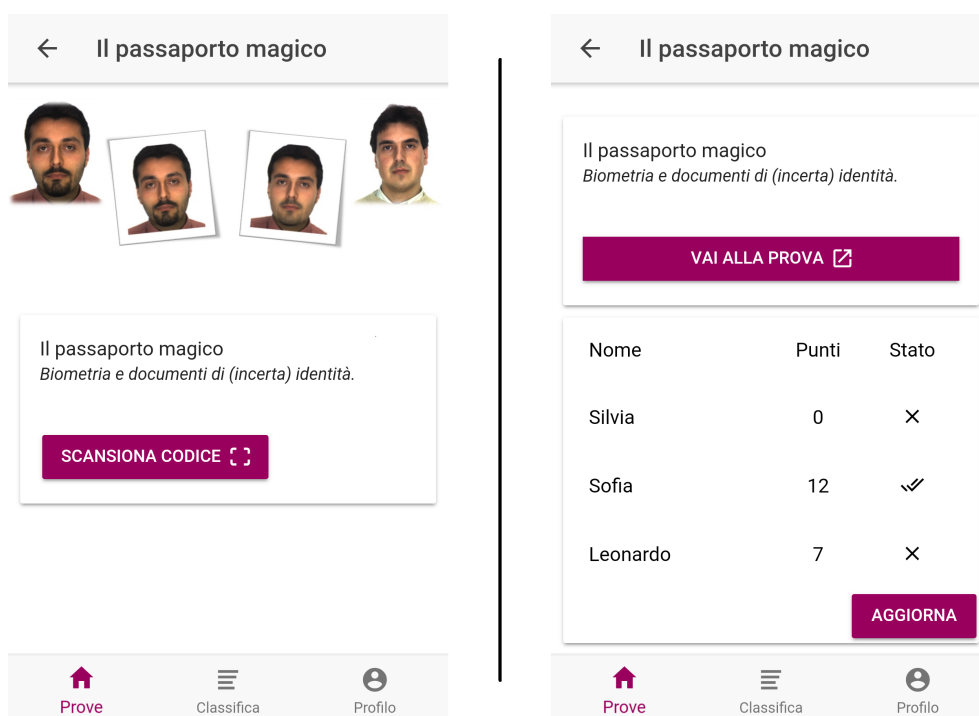 Il passaporto magico
Il passaporto magico
Biometria e documenti di (incerta) identità.
SCANSIONA CODICE
Prove
Classifica
Profilo
Il passaporto magico
Il passaporto magico
Biometria e documenti di (incerta) identità.
VAI ALLA PROVA
Nome Punti Stato
Silvia 0
Sofia 12
Leonardo 7
AGGIORNA
Prove
Classifica
Profilo